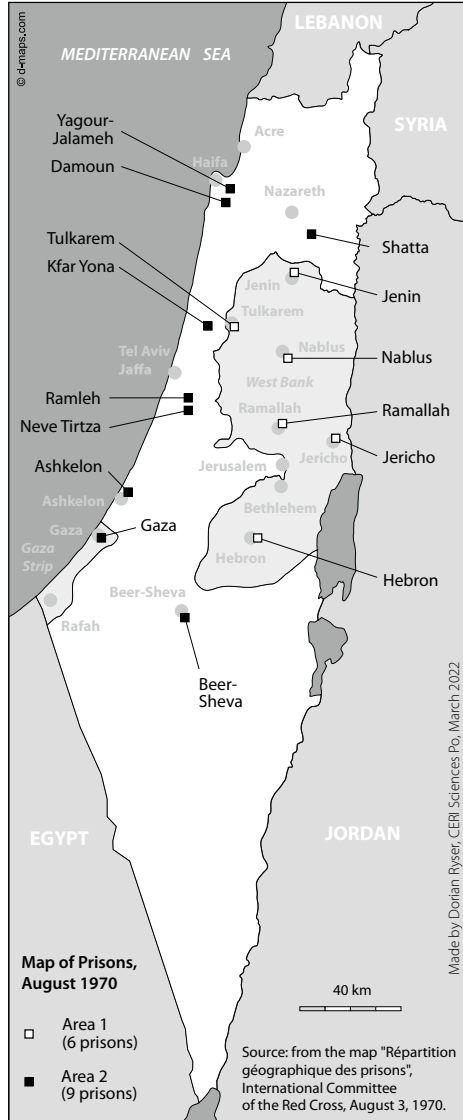 © d-maps.com
LEBANON
MEDITERRANEAN SEA
SYRIA
Yagour-
Jalameh
Acre
Damoun
Haifa
Nazareth
Tulkarem
Shatta
Kfar Yona
Jenin
Jenin
Tulkarem
Tel Aviv
Jaffa
Nablus
Nablus
West Bank
Ramleh
Ramallah
Ramallah
Neve Tirtza
Jericho
Jericho
Jerusalem
Ashkelon
Ashkelon
Bethlehem
Gaza
Gaza
Gaza
Strip
Hebron
Hebron
Beer-Sheva
Rafah
Beer-
Sheva
EGYPT
JORDAN
Made by Dorian Ryser, CERI Sciences Po, March 2022
Map of Prisons,
August 1970
Area 1
(6 prisons)
Area 2
(9 prisons)
40 km
Source: from the map "Répartition
géographique des prisons",
International Committee
of the Red Cross, August 3, 1970.